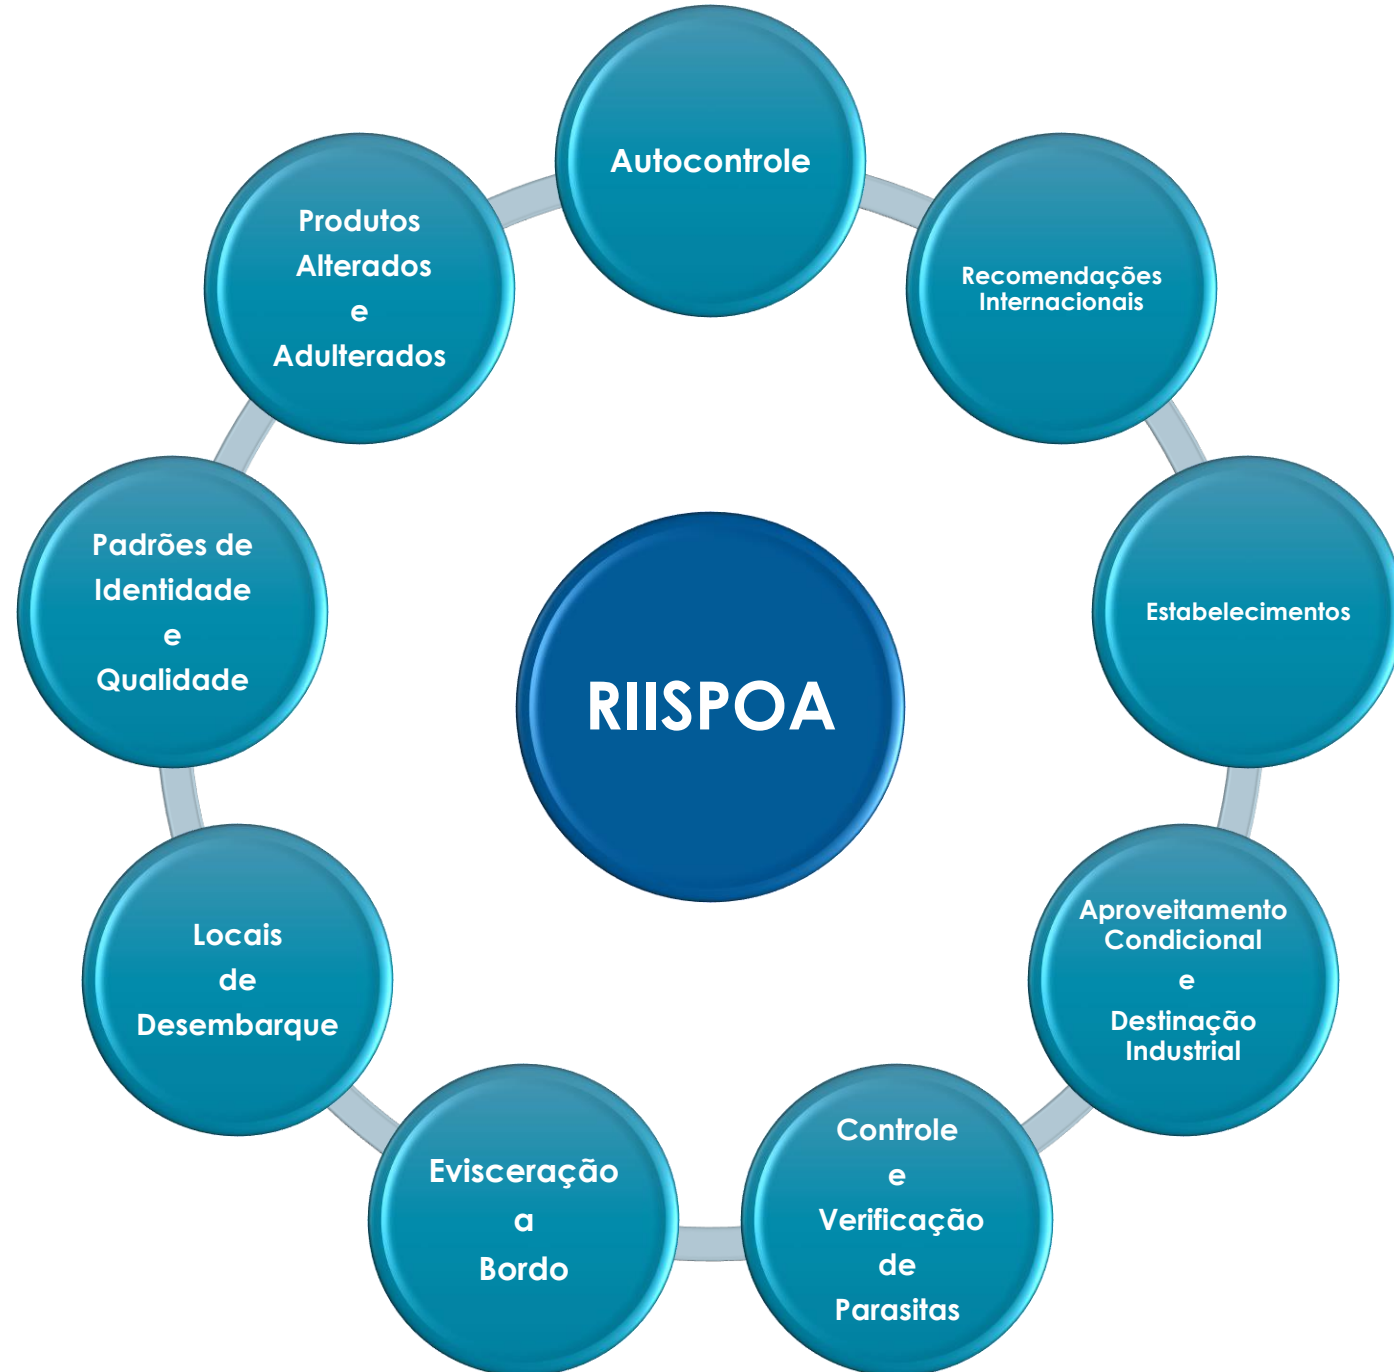 Autocontrole
Recomendações
Internacionais
Estabelecimentos
Aproveitamento
Condicional
e
Destinação
Industrial
Controle
e
Verificação
de
Parasitas
Evisceração
a
Bordo
Locais
de
Desembarque
Padrões de
Identidade
e
Qualidade
Produtos
Alterados
e
Adulterados
RIISPOA